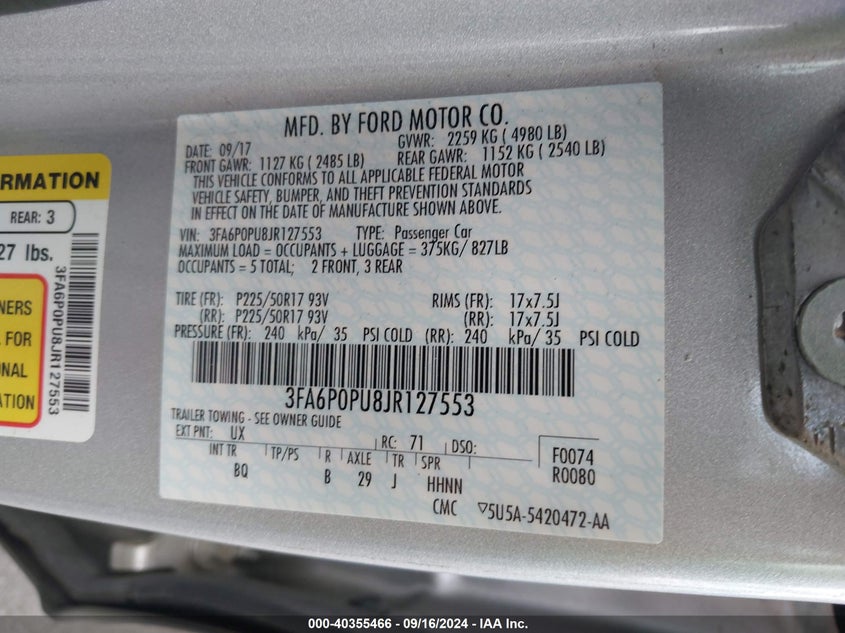 MFD. BY FORD MOTOR CO.
DATE: 09/17 GVWR: 2259 KG ( 4980 LB)
FRONT GAWR: 1127 KG ( 2485 LB) REAR GAWR: 1152 KG ( 2540 LB)
THIS VEHICLE CONFORMS TO ALL APPLICABLE FEDERAL MOTOR
VEHICLE SAFETY, BUMPER, AND THEFT PREVENTION STANDARDS
IN EFFECT ON THE DATE OF MANUFACTURE SHOWN ABOVE.
VIN: 3FA6P0PU8JR127553 TYPE: Passenger Car
MAXIMUM LOAD = OCCUPANTS + LUGGAGE = 375KG/ 827LB
OCCUPANTS = 5 TOTAL; 2 FRONT, 3 REAR
TIRE (FR): P225/50R17 93V RIMS (FR): 17x7.5J
(RR): P225/50R17 93V (RR): 17x7.5J
PRESSURE (FR): 240 kPa/ 35 PSI COLD (RR): 240 kPa/ 35 PSI COLD
3FA6P0PU8JR127553
TRAILER TOWING - SEE OWNER GUIDE
EXT PNT: UX RC: 71 DSO: F0074
INT TR TP/PS R AXLE TR SPR R0080
BQ B 29 J HHNN
CMC ▽5U5A-5420472-AA
RMATION
REAR: 3
27 lbs.
NERS
L FOR
NAL
3FA6P0PU8JR127553
000-40355466 - 09/16/2024 - IAA Inc.